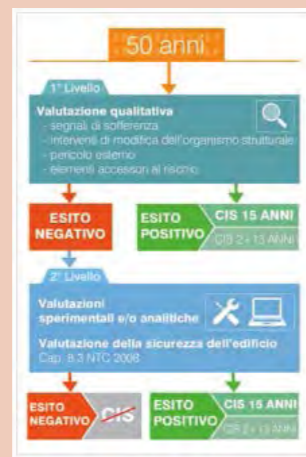 50 anni
1° Livello
Valutazione qualitativa
- segnali di sofferenza
- interventi di modifica dell'organismo strutturale
- pericolo esterno
- elementi accessori al rischio
ESITO
NEGATIVO
ESITO
POSITIVO
CIS 15 ANNI
CIS 2+13 ANNI
2° Livello
Valutazioni
sperimentali e/o analitiche
Valutazione della sicurezza dell'edificio
Cap. 8.3 NTC 2008
ESITO
NEGATIVO
CIS
ESITO
POSITIVO
CIS 15 ANNI
CIS 2+13 ANNI